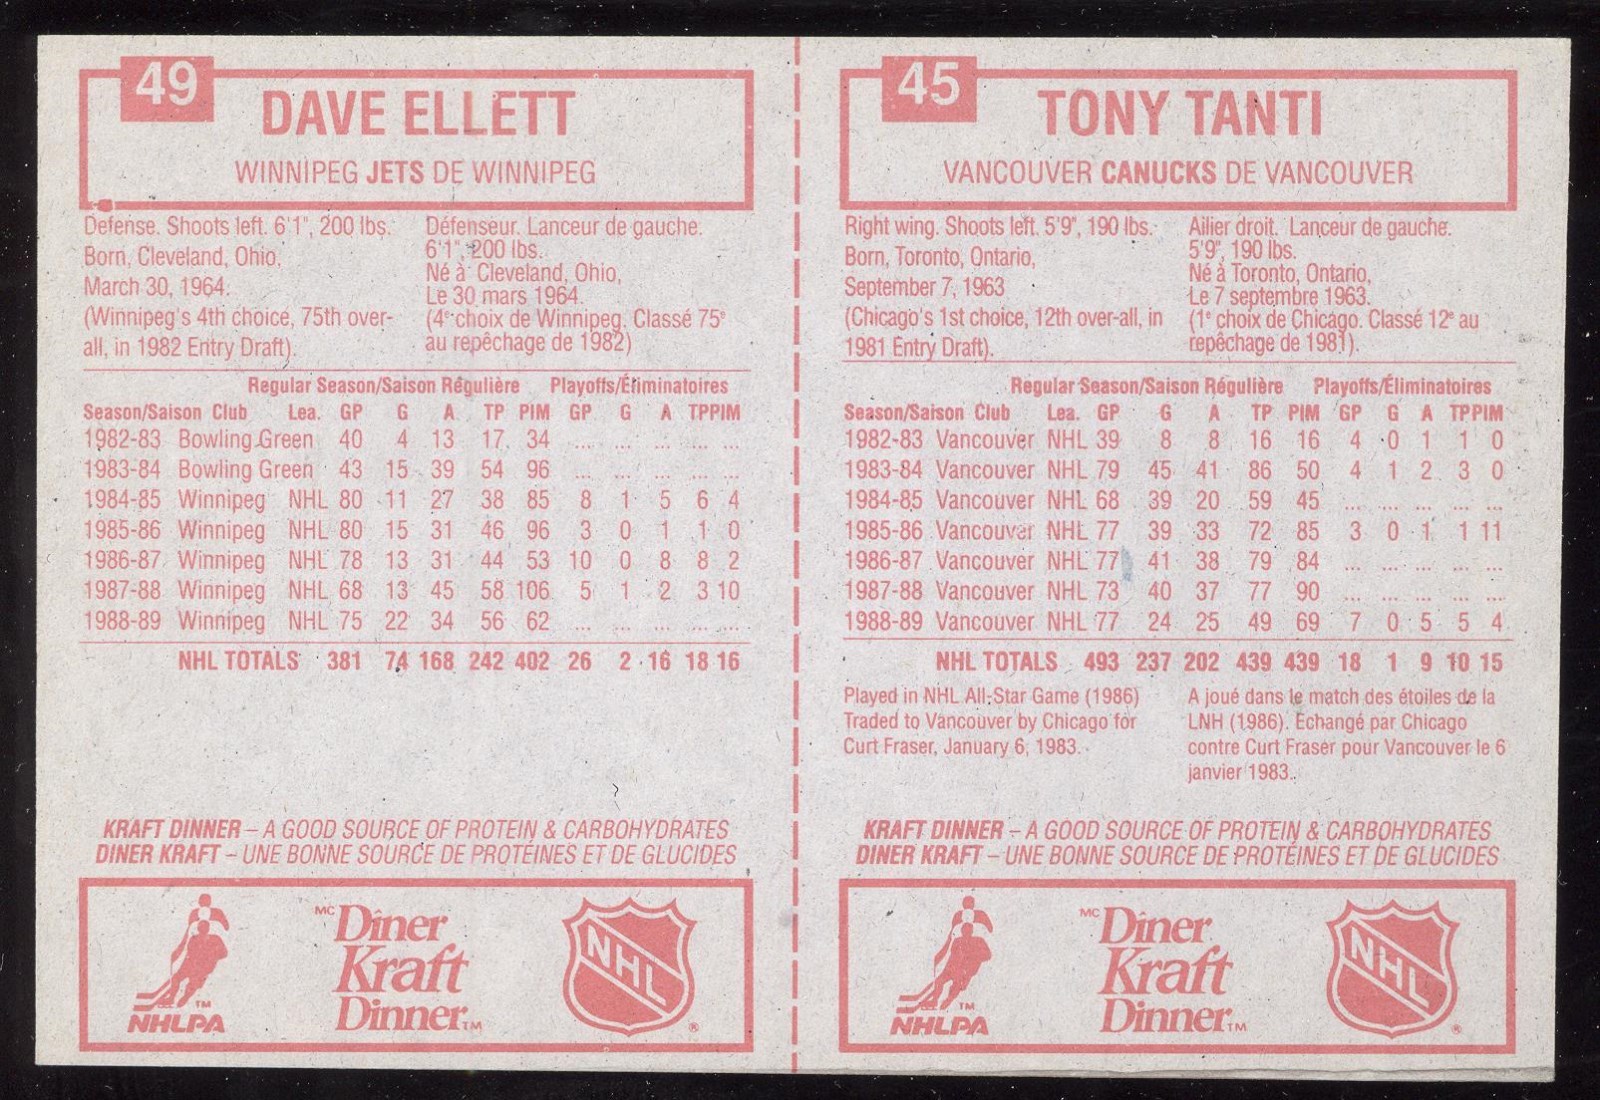 49
DAVE ELLETT
WINNIPEG JETS DE WINNIPEG
Defense. Shoots left. 6'1", 200 lbs.
Born, Cleveland, Ohio,
March 30, 1964.
(Winnipeg's 4th choice, 75th over-
all, in 1982 Entry Draft).
Défenseur. Lanceur de gauche.
6'1", 200 lbs.
Né à Cleveland, Ohio,
Le 30 mars 1964.
(4e choix de Winnipeg. Classé 75e
au repêchage de 1982)
Regular Season/Saison Régulière Playoffs/Éliminatoires
Season/Saison Club Lea. GP G A TP PIM GP G A TP PIM
1982-83 Bowling Green 40 4 13 17 34 ... ... ... ... ...
1983-84 Bowling Green 43 15 39 54 96 ... ... ... ... ...
1984-85 Winnipeg NHL 80 11 27 38 85 8 1 5 6 4
1985-86 Winnipeg NHL 80 15 31 46 96 3 0 1 1 0
1986-87 Winnipeg NHL 78 13 31 44 53 10 0 8 8 2
1987-88 Winnipeg NHL 68 13 45 58 106 5 1 2 3 10
1988-89 Winnipeg NHL 75 22 34 56 62 ... ... ... ... ...
NHL TOTALS 381 74 168 242 402 26 2 16 18 16
KRAFT DINNER – A GOOD SOURCE OF PROTEIN & CARBOHYDRATES
DINER KRAFT – UNE BONNE SOURCE DE PROTÉINES ET DE GLUCIDES
TM
NHLPA
MC Dîner
Kraft
Dinner TM
NHL ®
45
TONY TANTI
VANCOUVER CANUCKS DE VANCOUVER
Right wing. Shoots left. 5'9", 190 lbs.
Born, Toronto, Ontario,
September 7, 1963
(Chicago's 1st choice, 12th over-all, in
1981 Entry Draft).
Ailier droit. Lanceur de gauche.
5'9", 190 lbs.
Né à Toronto, Ontario,
Le 7 septembre 1963.
(1e choix de Chicago. Classé 12e au
repêchage de 1981).
Regular Season/Saison Régulière Playoffs/Éliminatoires
Season/Saison Club Lea. GP G A TP PIM GP G A TP PIM
1982-83 Vancouver NHL 39 8 8 16 16 4 0 1 1 0
1983-84 Vancouver NHL 79 45 41 86 50 4 1 2 3 0
1984-85 Vancouver NHL 68 39 20 59 45 ... ... ... ... ...
1985-86 Vancouver NHL 77 39 33 72 85 3 0 1 1 11
1986-87 Vancouver NHL 77 41 38 79 84 ... ... ... ... ...
1987-88 Vancouver NHL 73 40 37 77 90 ... ... ... ... ...
1988-89 Vancouver NHL 77 24 25 49 69 7 0 5 5 4
NHL TOTALS 493 237 202 439 439 18 1 9 10 15
Played in NHL All-Star Game (1986)
Traded to Vancouver by Chicago for
Curt Fraser, January 6, 1983.
A joué dans le match des étoiles de la
LNH (1986). Echangé par Chicago
contre Curt Fraser pour Vancouver le 6
janvier 1983.
KRAFT DINNER – A GOOD SOURCE OF PROTEIN & CARBOHYDRATES
DINER KRAFT – UNE BONNE SOURCE DE PROTÉINES ET DE GLUCIDES
TM
NHLPA
MC Dîner
Kraft
Dinner TM
NHL ®